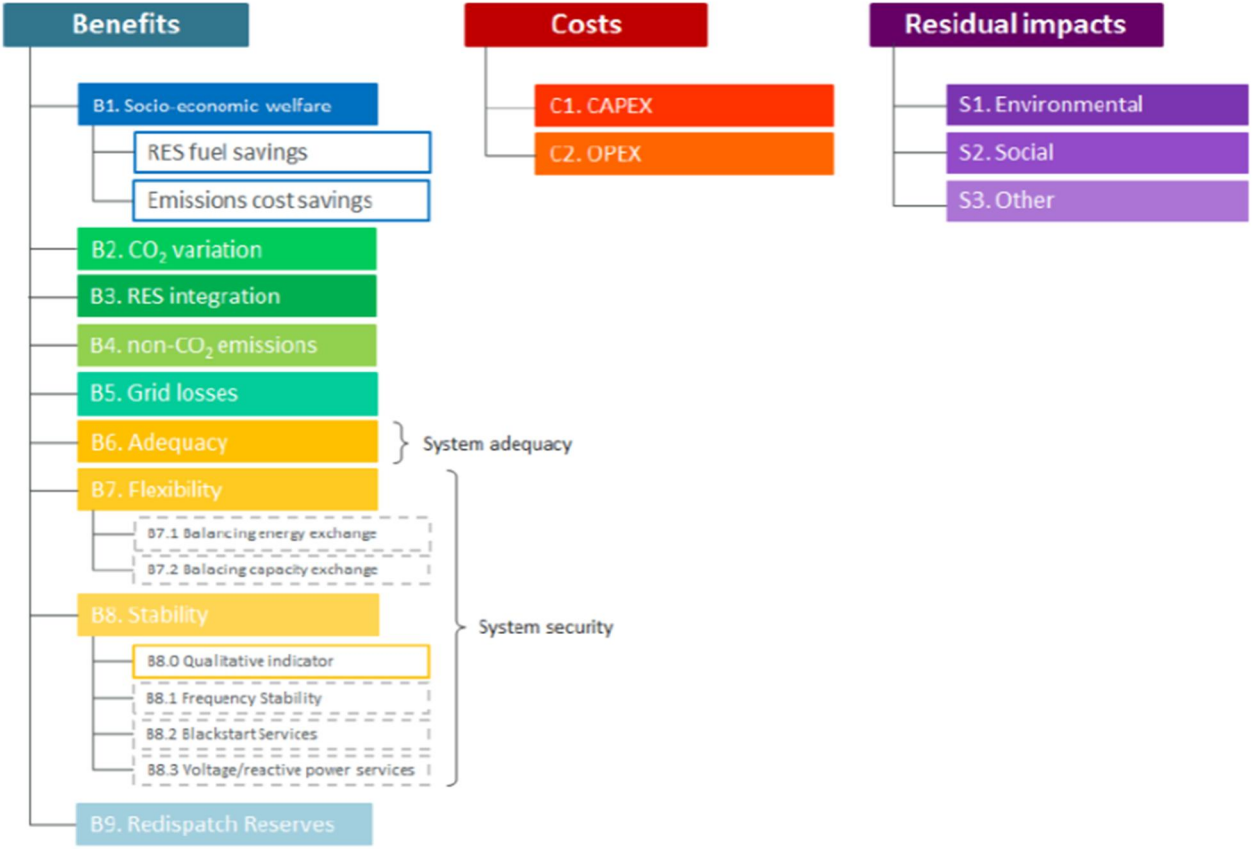 Benefits
B1. Socio-economic welfare
RES fuel savings
Emissions cost savings
B2. CO₂ variation
B3. RES integration
B4. non-CO₂ emissions
B5. Grid losses
B6. Adequacy
System adequacy
B7. Flexibility
B7.1 Balancing energy exchange
B7.2 Balacing capacity exchange
B8. Stability
System security
B8.0 Qualitative indicator
B8.1 Frequency Stability
B8.2 Blackstart Services
B8.3 Voltage/reactive power services
B9. Redispatch Reserves
Costs
C1. CAPEX
C2. OPEX
Residual impacts
S1. Environmental
S2. Social
S3. Other